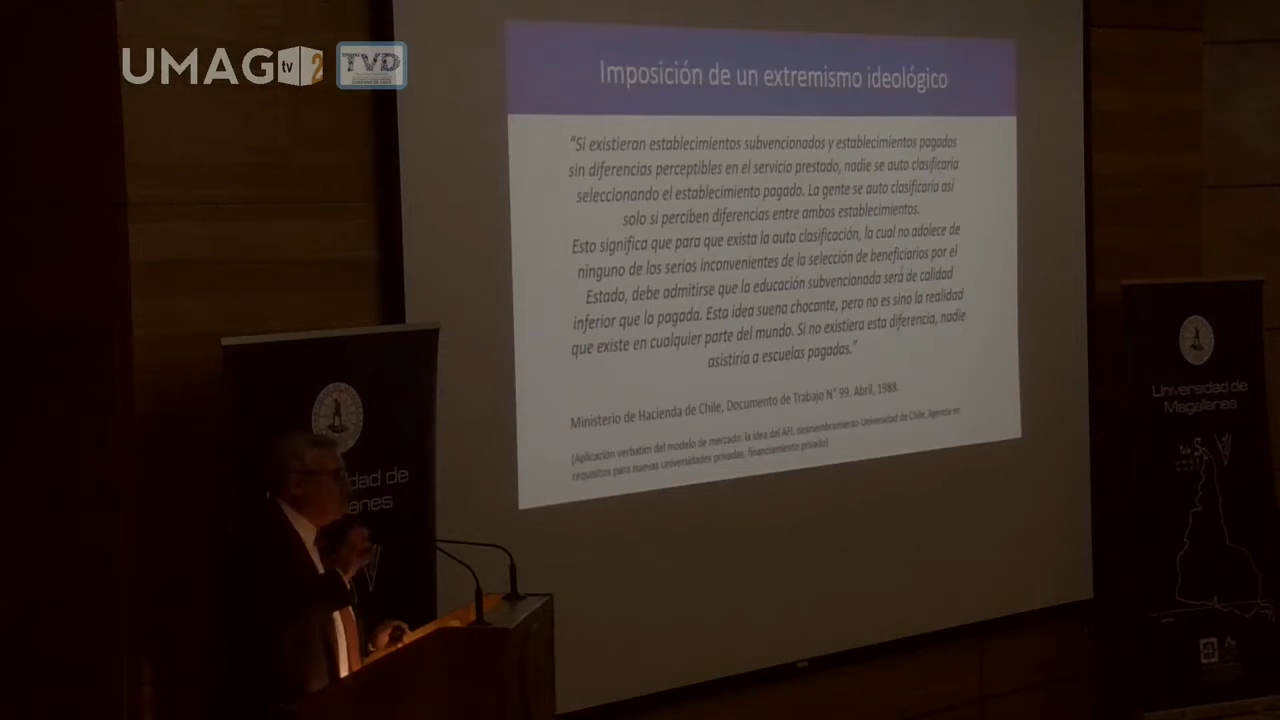 UMAG tv 2 TVD
Imposición de un extremismo ideológico
"Si existieran establecimientos subvencionados y establecimientos pagados
sin diferencias perceptibles en el servicio prestado, nadie se auto clasificaría
seleccionando el establecimiento pagado. La gente se auto clasificaría así
solo si perciben diferencias entre ambos establecimientos.
Esto significa que para que exista la auto clasificación, la cual no adolece de
ninguno de los serios inconvenientes de la selección de beneficiarios por el
Estado, debe admitirse que la educación subvencionada será de calidad
inferior que la pagada. Esta idea suena chocante, pero no es sino la realidad
que existe en cualquier parte del mundo. Si no existiera esta diferencia, nadie
asistiría a escuelas pagadas."
Ministerio de Hacienda de Chile, Documento de Trabajo N° 99. Abril, 1988.
(Aplicación verbatim del modelo de mercado: la idea del AFI, desmembramiento Universidad de Chile, lagencia en
requisitos para nuevas universidades privadas, financiamiento privado)
dad de
anes
Universidad de
Magallanes